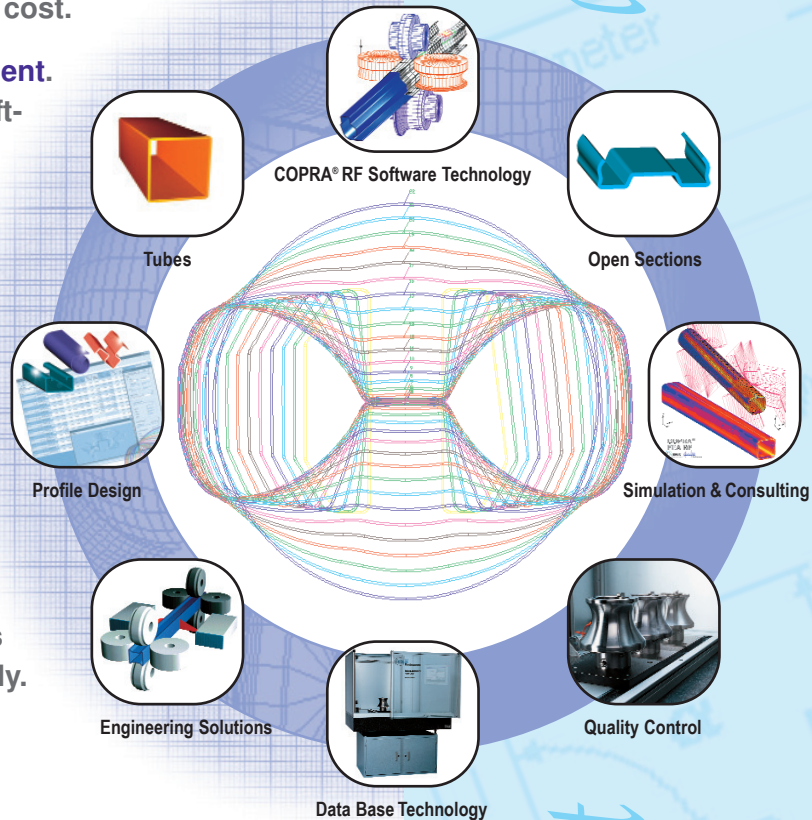 cost.
ent.
ft-
meter
COPRA® RF Software Technology
Tubes
Open Sections
Profile Design
Simulation & Consulting
s
ly.
Engineering Solutions
Quality Control
Data Base Technology